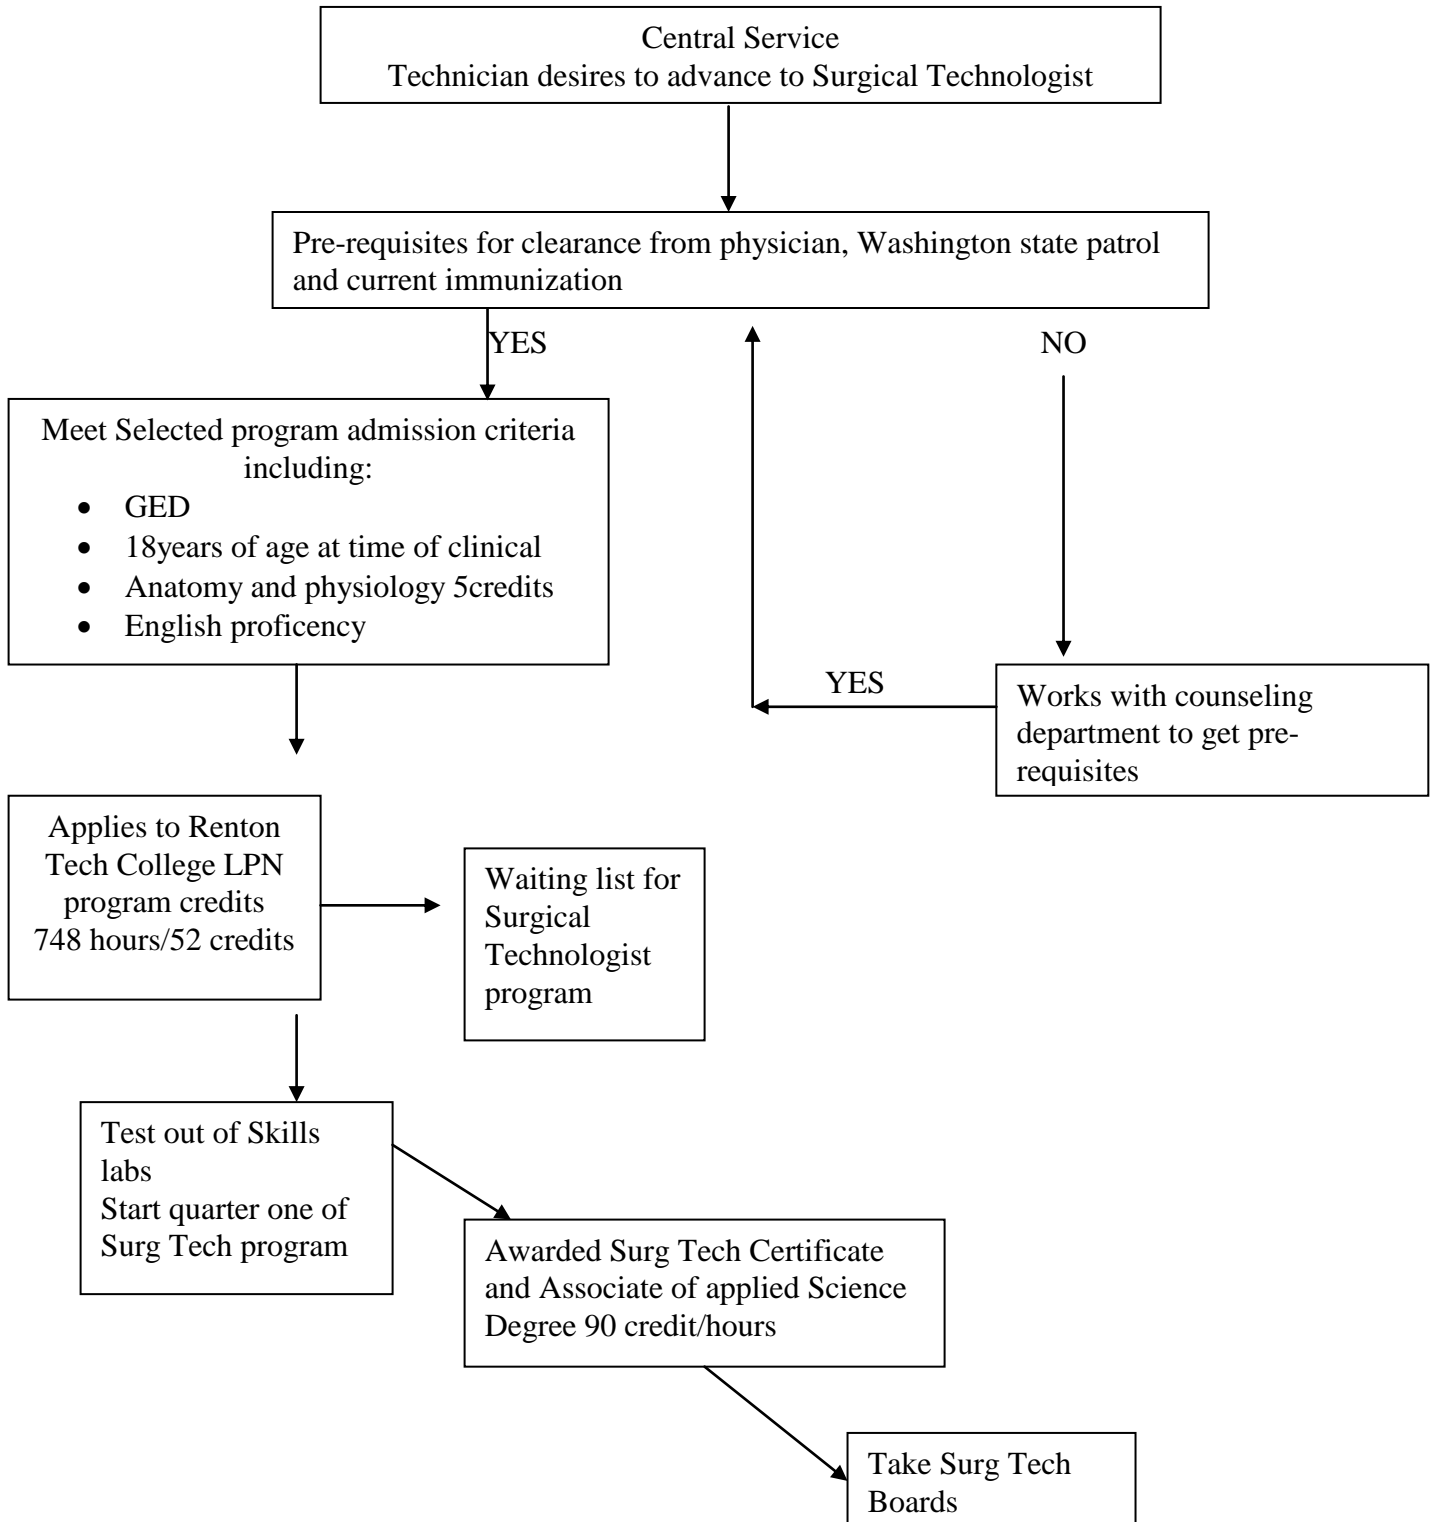 Central Service
Technician desires to advance to Surgical Technologist
Pre-requisites for clearance from physician, Washington state patrol
and current immunization
YES
NO
Meet Selected program admission criteria
including:
• GED
• 18years of age at time of clinical
• Anatomy and physiology 5credits
• English proficency
YES
Works with counseling
department to get pre-
requisites
Applies to Renton
Tech College LPN
program credits
748 hours/52 credits
Waiting list for
Surgical
Technologist
program
Test out of Skills
labs
Start quarter one of
Surg Tech program
Awarded Surg Tech Certificate
and Associate of applied Science
Degree 90 credit/hours
Take Surg Tech
Boards